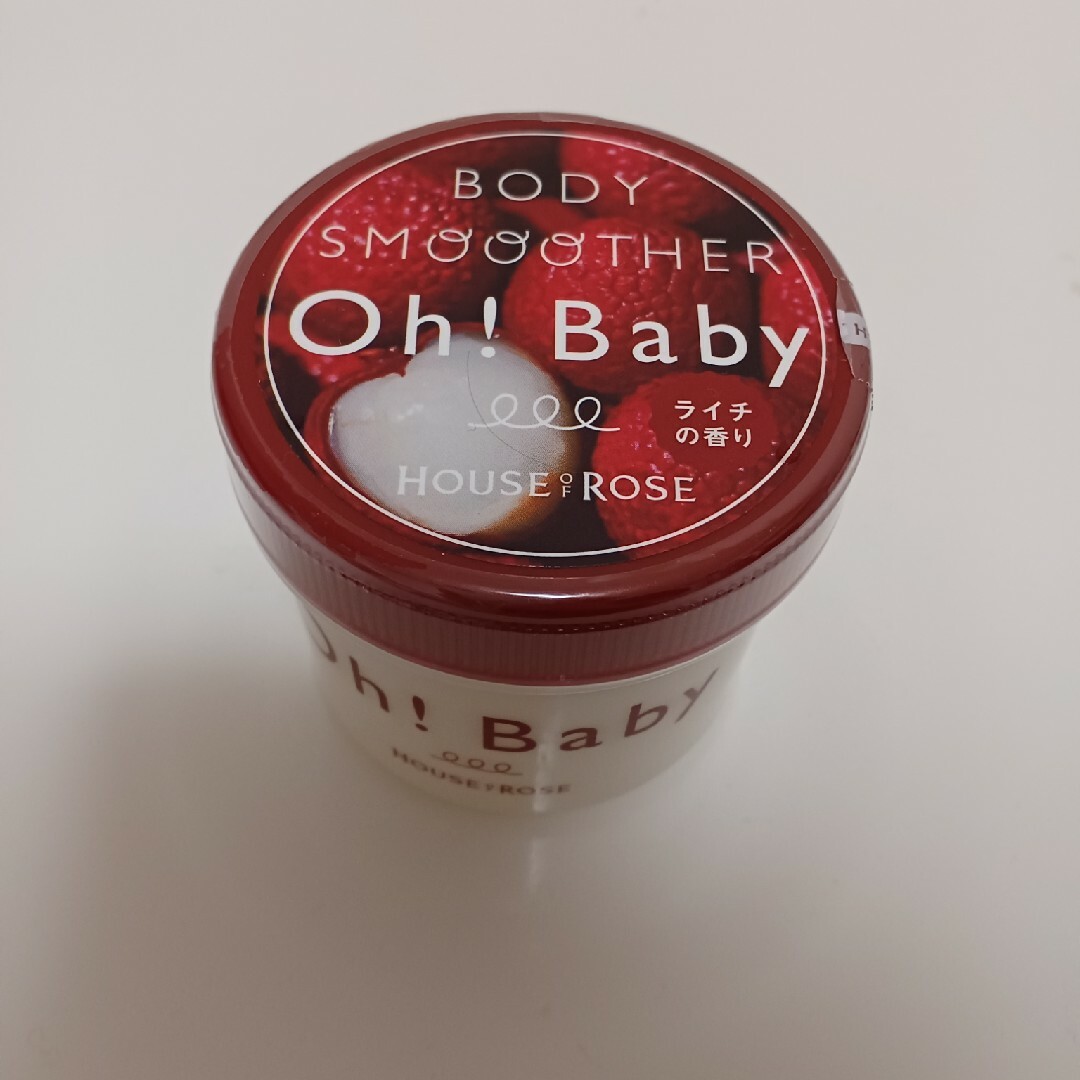 BODY
SMOOOTHER
Oh! Baby
ライチ
の香り
HOUSE OF ROSE
Oh! Baby
HOUSE OF ROSE